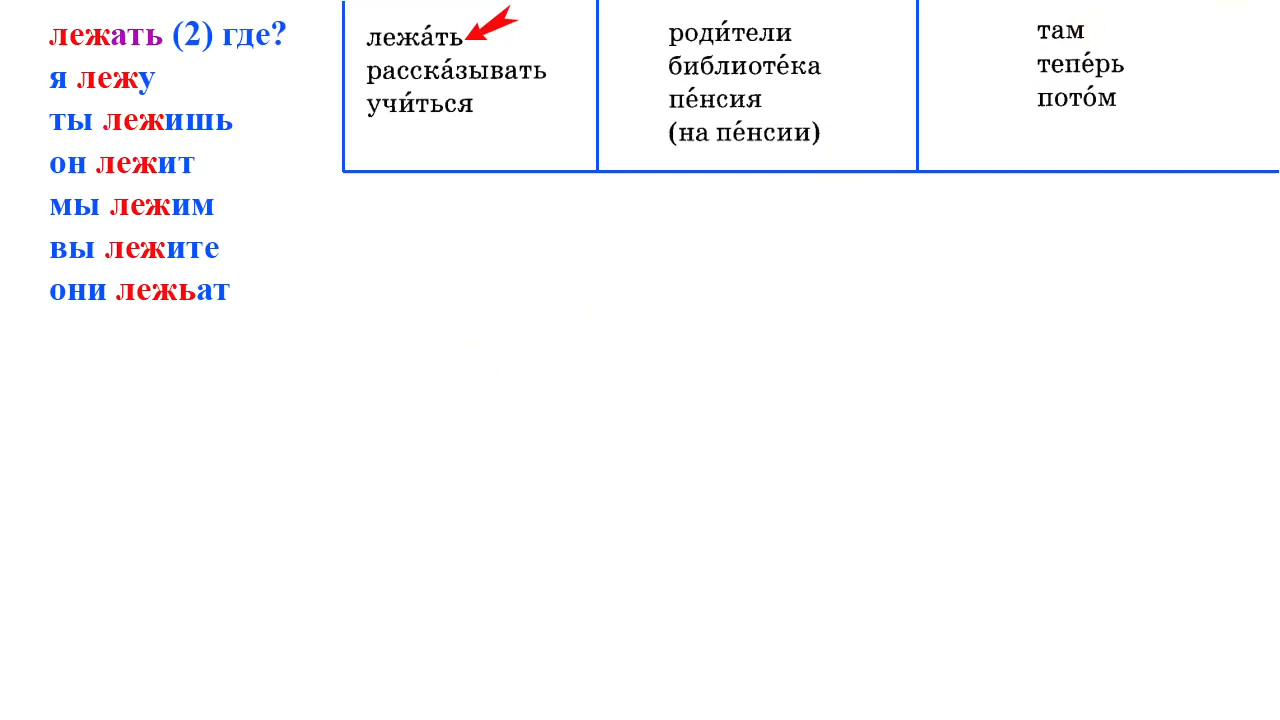 лежать (2) где?
я лежу
ты лежишь
он лежит
мы лежим
вы лежите
они лежьат
лежа́ть
расска́зывать
учи́ться
роди́тели
библиоте́ка
пе́нсия
(на пе́нсии)
там
тепе́рь
пото́м